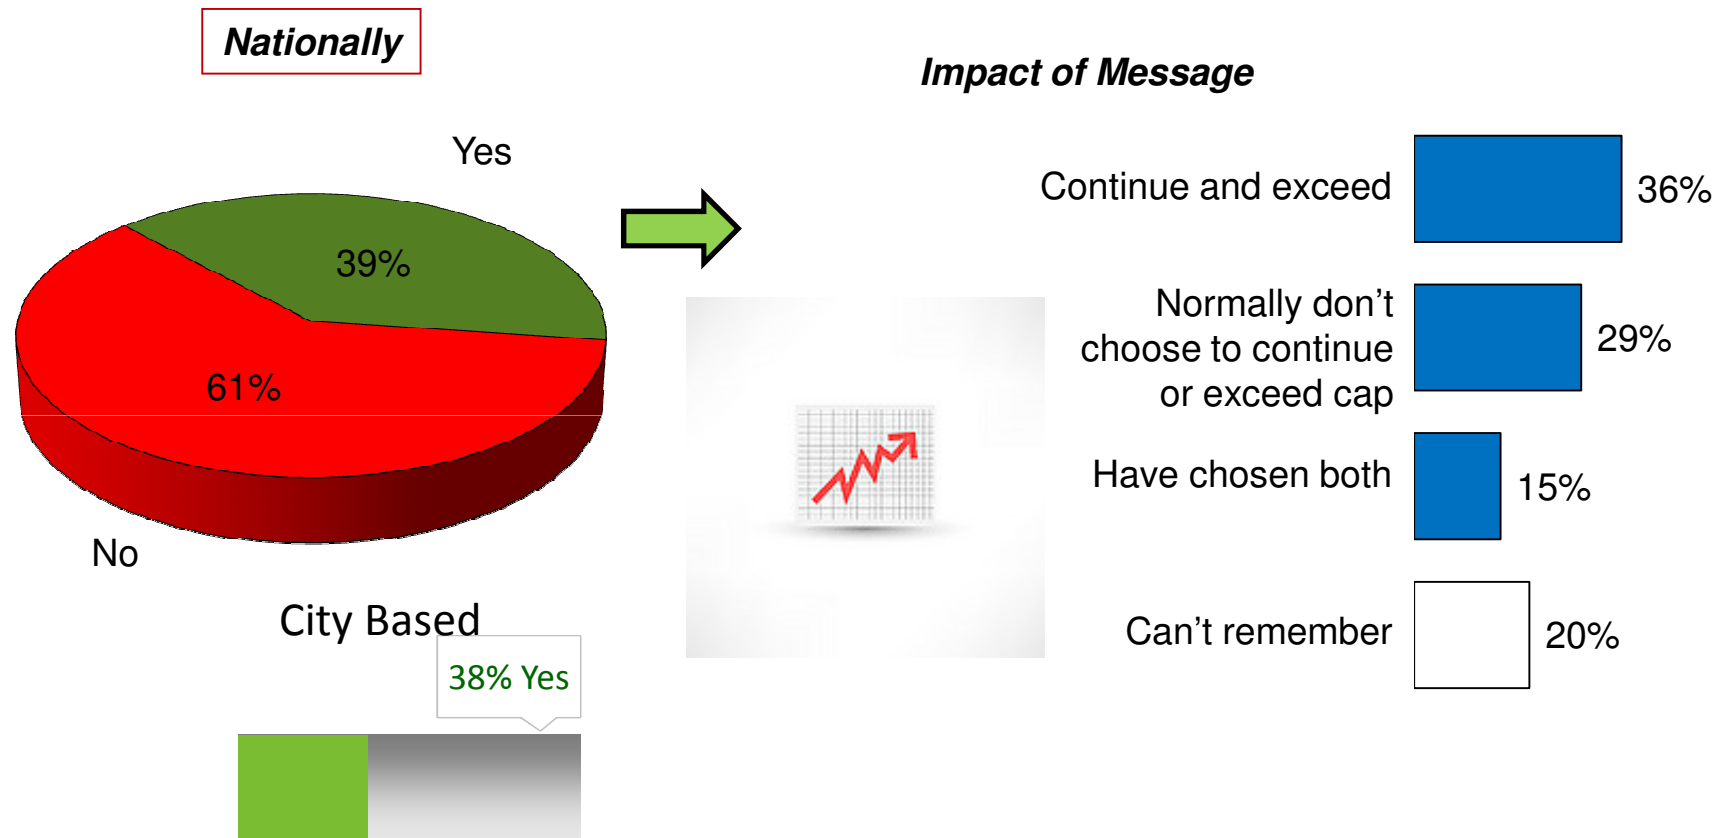 Nationally
Impact of Message
Yes
39%
61%
No
City Based
38% Yes
Continue and exceed
36%
Normally don't
choose to continue
or exceed cap
29%
Have chosen both
15%
Can't remember
20%